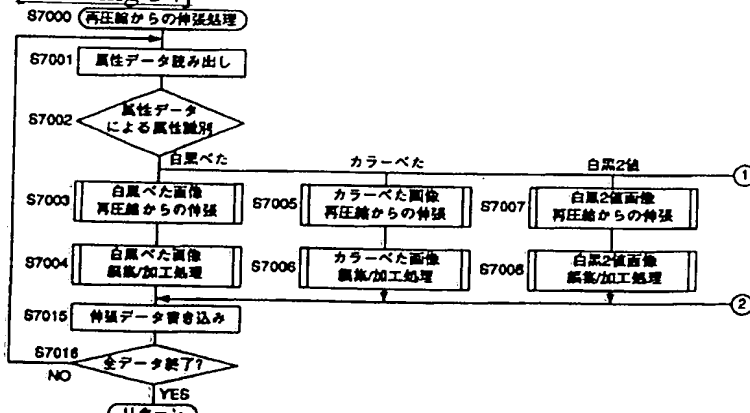 S7000 再圧縮からの伸張処理
S7001 属性データ読み出し
S7002 属性データ
による属性識別
白黒べた カラーべた 白黒2値
①
S7003 白黒べた画像
再圧縮からの伸張
S7005 カラーべた画像
再圧縮からの伸張
S7007 白黒2値画像
再圧縮からの伸張
S7004 白黒べた画像
編集/加工処理
S7006 カラーべた画像
編集/加工処理
S7008 白黒2値画像
編集/加工処理
②
S7015 伸張データ書き込み
S7016 全データ終了?
NO
YES
リターン